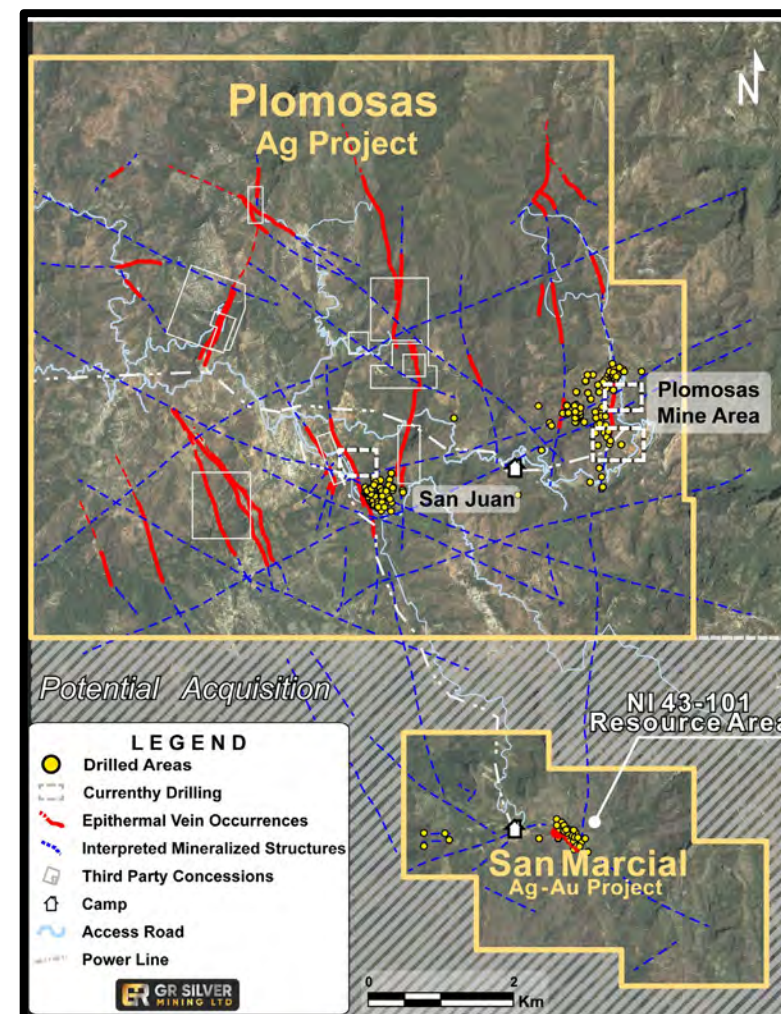 Plomosas
Ag Project
N
Plomosas
Mine Area
San Juan
Potential Acquisition
NI 43-101
Resource Area
San Marcial
Ag-Au Project
LEGEND
Drilled Areas
Currenthy Drilling
Epithermal Vein Occurrences
Interpreted Mineralized Structures
Third Party Concessions
Camp
Access Road
Power Line
GR SILVER
MINING LTD
0 2
Km